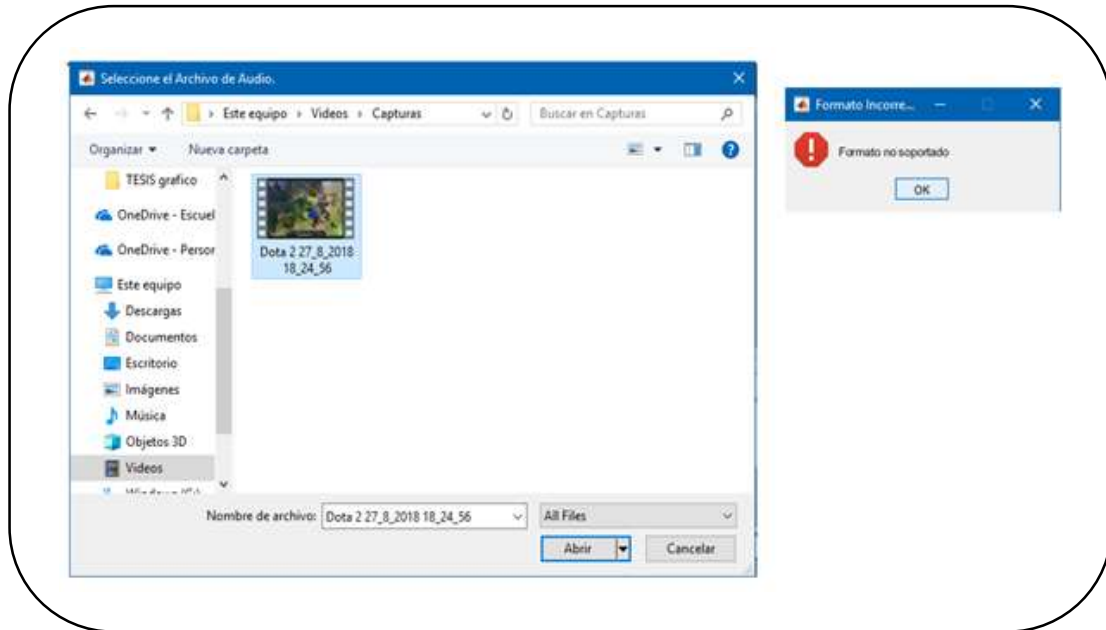 Seleccione el Archivo de Audio.
Este equipo › Videos › Capturas
Buscar en Capturas
Organizar
Nueva carpeta
TESIS grafico
OneDrive - Escuel
OneDrive - Persor
Este equipo
Descargas
Documentos
Escritorio
Imágenes
Música
Objetos 3D
Videos
Dota 2 27_8_2018
18_24_56
Nombre de archivo: Dota 2 27_8_2018 18_24_56
All Files
Abrir
Cancelar
Formato Incorre...
Formato no soportado
OK